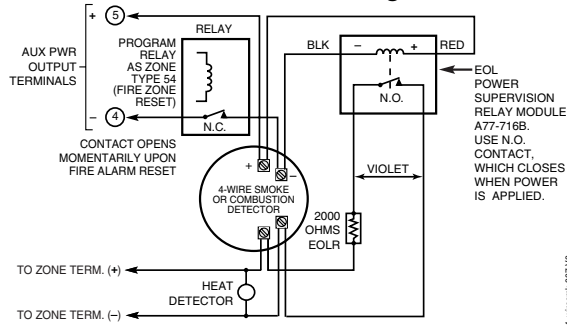 + 5
RELAY
PROGRAM
RELAY
AS ZONE
TYPE 54
(FIRE ZONE
RESET)
AUX PWR
OUTPUT
TERMINALS
– 4
N.C.
CONTACT OPENS
MOMENTARILY UPON
FIRE ALARM RESET
BLK – + RED
N.O.
EOL
POWER
SUPERVISION
RELAY MODULE
A77-716B.
USE N.O.
CONTACT,
WHICH CLOSES
WHEN POWER
IS APPLIED.
+ –
4-WIRE SMOKE
OR COMBUSTION
DETECTOR
VIOLET
2000
OHMS
EOLR
TO ZONE TERM. (+)
HEAT
DETECTOR
TO ZONE TERM. (–)